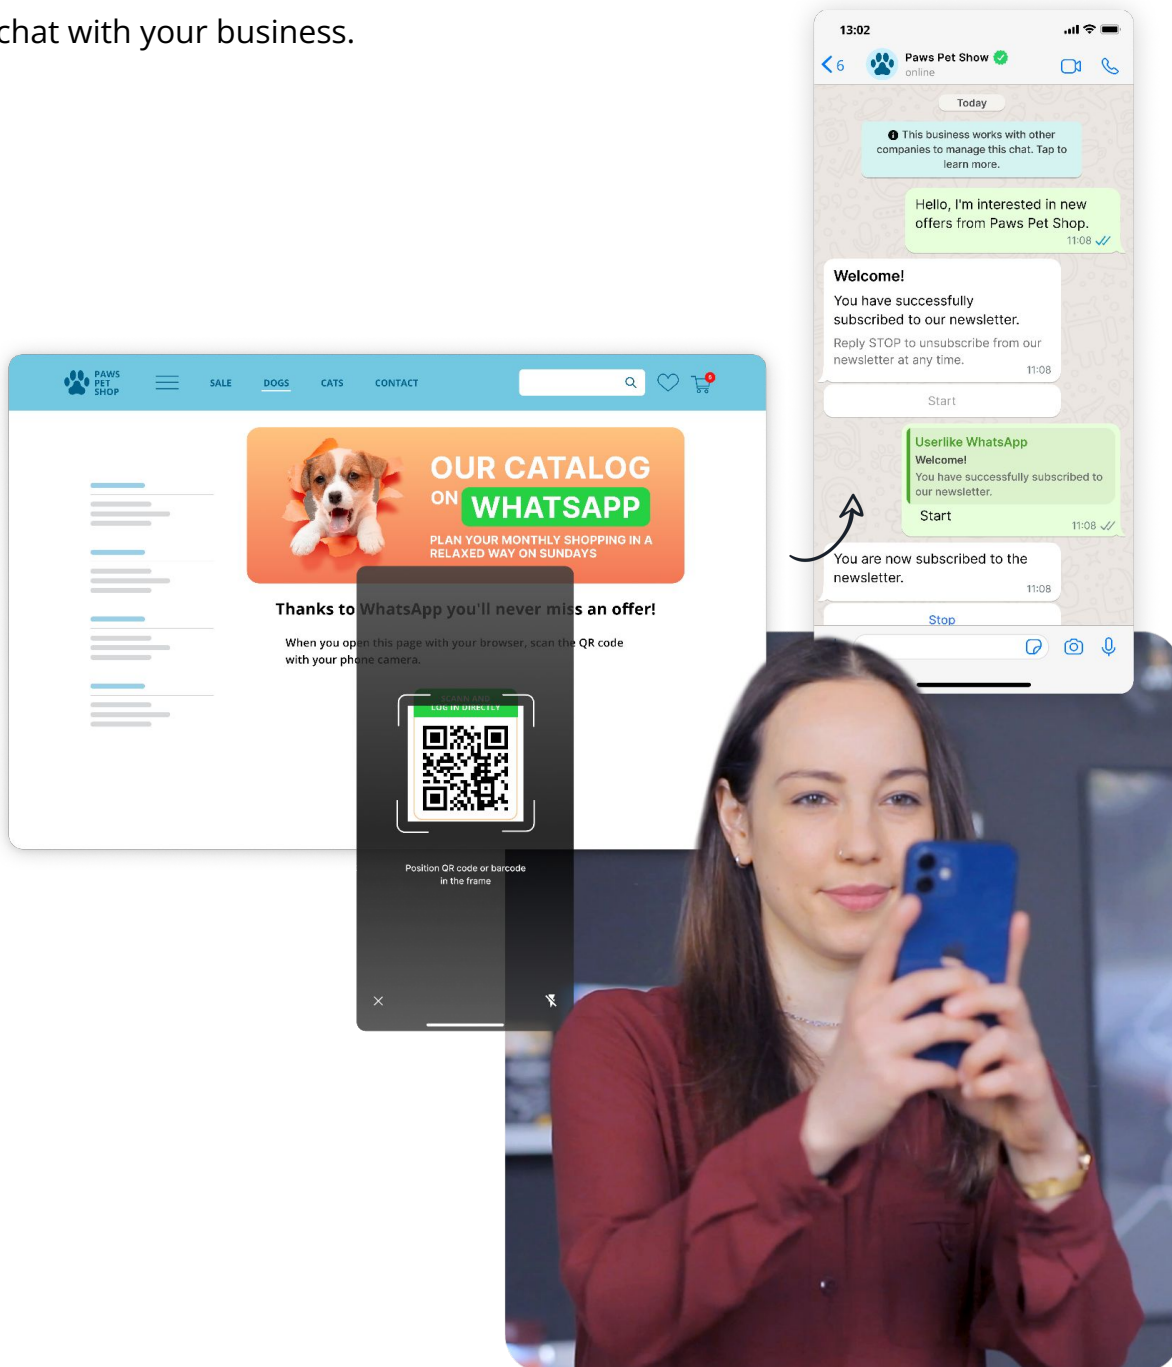 chat with your business.
13:02
6
Paws Pet Show
online
Today
This business works with other
companies to manage this chat. Tap to
learn more.
Hello, I'm interested in new
offers from Paws Pet Shop.
11:08
Welcome!
You have successfully
subscribed to our newsletter.
Reply STOP to unsubscribe from our
newsletter at any time.
11:08
Start
Userlike WhatsApp
Welcome!
You have successfully subscribed to
our newsletter.
Start
11:08
You are now subscribed to the
newsletter.
11:08
Stop
PAWS
PET
SHOP
SALE
DOGS
CATS
CONTACT
6
OUR CATALOG
ON WHATSAPP
PLAN YOUR MONTHLY SHOPPING IN A
RELAXED WAY ON SUNDAYS
Thanks to WhatsApp you'll never miss an offer!
When you open this page with your browser, scan the QR code
with your phone camera.
SCANN AND
LOG IN DIRECTLY
Position QR code or barcode
in the frame